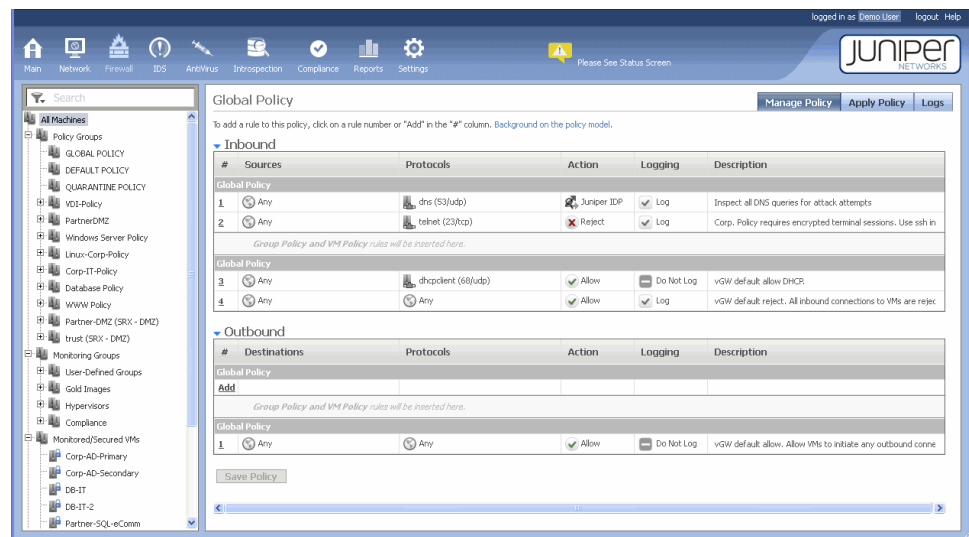 logged in as Demo User logout Help
Main Network Firewall IDS AntiVirus Introspection Compliance Reports Settings
Please See Status Screen
JUNIPER
NETWORKS
Search
All Machines
Policy Groups
GLOBAL POLICY
DEFAULT POLICY
QUARANTINE POLICY
VDI-Policy
PartnerDMZ
Windows Server Policy
Linux-Corp-Policy
Corp-IT-Policy
Database Policy
WWW Policy
Partner-DMZ (SRX - DMZ)
trust (SRX - DMZ)
Monitoring Groups
User-Defined Groups
Gold Images
Hypervisors
Compliance
Monitored/Secured VMs
Corp-AD-Primary
Corp-AD-Secondary
DB-IT
DB-IT-2
Partner-SQL-eComm
Global Policy
Manage Policy Apply Policy Logs
To add a rule to this policy, click on a rule number or "Add" in the "#" column. Background on the policy model.
Inbound
# Sources Protocols Action Logging Description
Global Policy
1 Any dns (53/udp) Juniper IDP Log Inspect all DNS queries for attack attempts
2 Any telnet (23/tcp) Reject Log Corp. Policy requires encrypted terminal sessions. Use ssh in
Group Policy and VM Policy rules will be inserted here.
Global Policy
3 Any dhcpclient (68/udp) Allow Do Not Log vGW default allow DHCP.
4 Any Any Allow Log vGW default reject. All inbound connections to VMs are rejec
Outbound
# Destinations Protocols Action Logging Description
Global Policy
Add
Group Policy and VM Policy rules will be inserted here.
Global Policy
1 Any Any Allow Do Not Log vGW default allow. Allow VMs to initiate any outbound conne
Save Policy